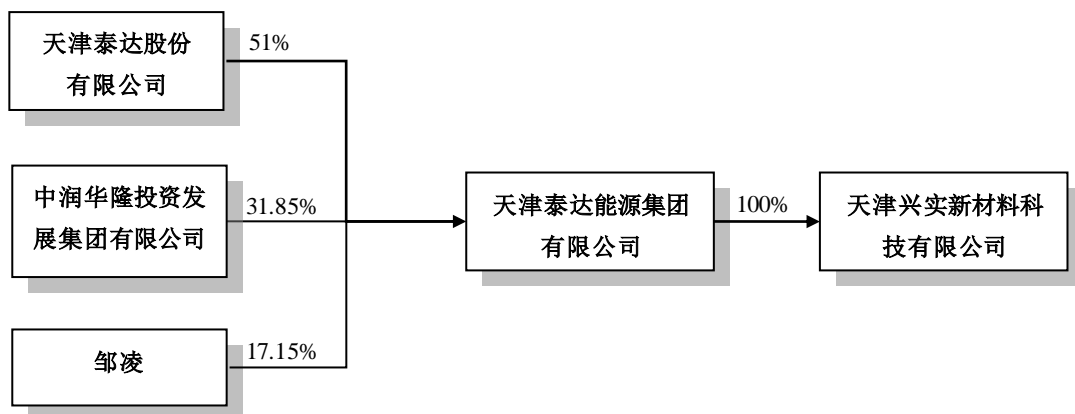 天津泰达股份
有限公司
51%
中润华隆投资发
展集团有限公司
31.85%
天津泰达能源集团
有限公司
100%
天津兴实新材料科
技有限公司
邹凌
17.15%